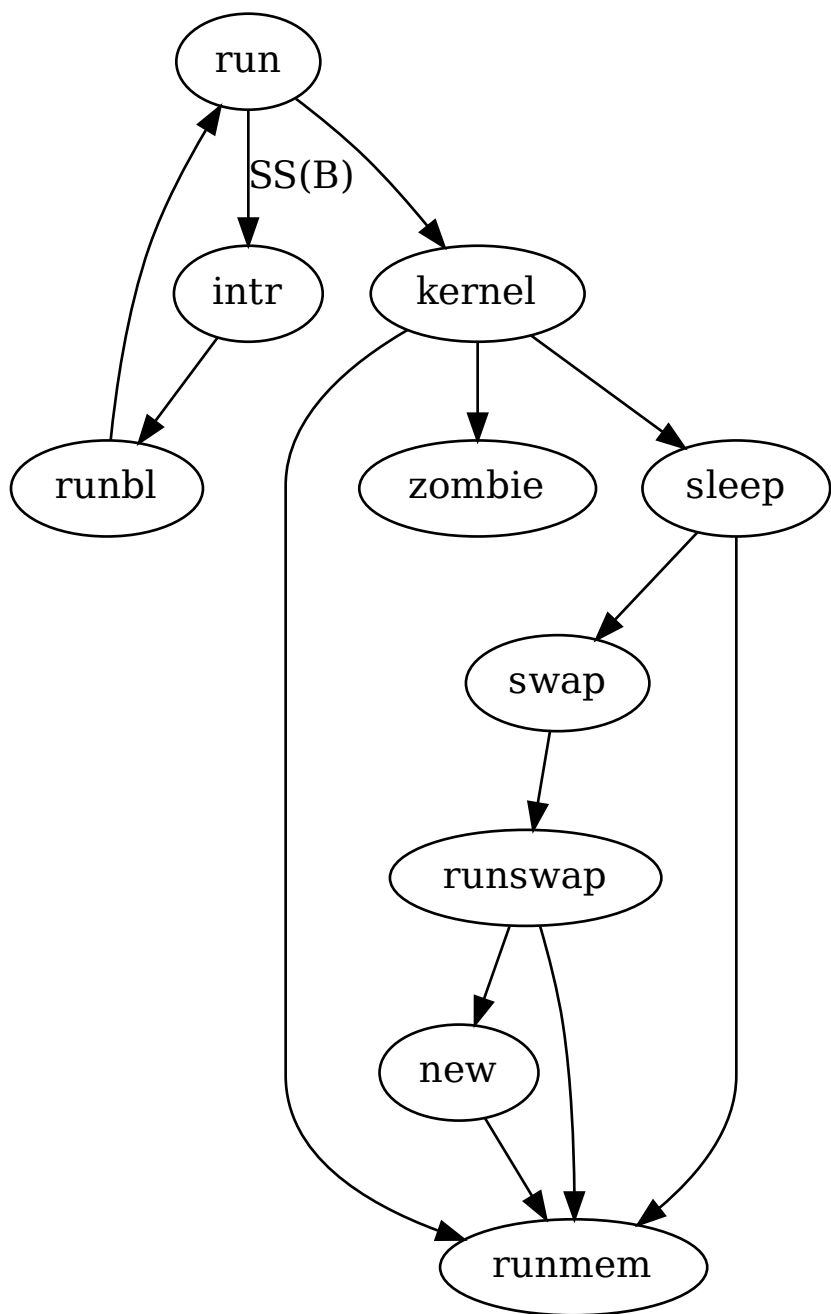 run
SS(B)
intr
kernel
runbl
zombie
sleep
swap
runswap
new
runmem